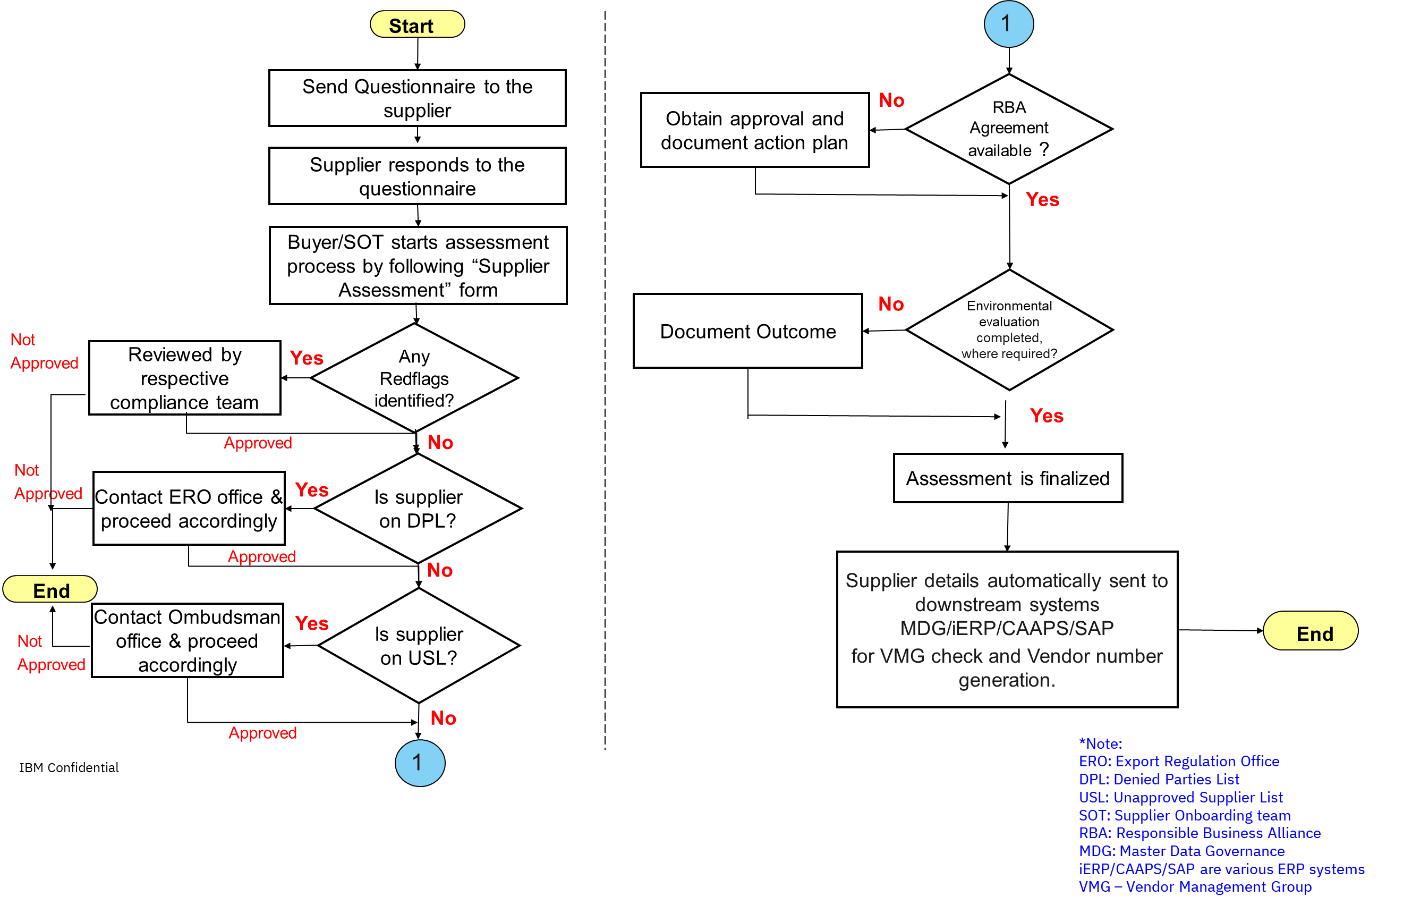 Start
Send Questionnaire to the
supplier
Supplier responds to the
questionnaire
Buyer/SOT starts assessment
process by following “Supplier
Assessment” form
Any
Redflags
identified?
Yes
Reviewed by
respective
compliance team
Not
Approved
Approved
No
Is supplier
on DPL?
Yes
Contact ERO office &
proceed accordingly
Not
Approved
Approved
No
End
Is supplier
on USL?
Yes
Contact Ombudsman
office & proceed
accordingly
Not
Approved
Approved
No
1
IBM Confidential
1
RBA
Agreement
available ?
No
Obtain approval and
document action plan
Yes
Environmental
evaluation
completed,
where required?
No
Document Outcome
Yes
Assessment is finalized
Supplier details automatically sent to
downstream systems
MDG/iERP/CAAPS/SAP
for VMG check and Vendor number
generation.
End
*Note:
ERO: Export Regulation Office
DPL: Denied Parties List
USL: Unapproved Supplier List
SOT: Supplier Onboarding team
RBA: Responsible Business Alliance
MDG: Master Data Governance
iERP/CAAPS/SAP are various ERP systems
VMG – Vendor Management Group